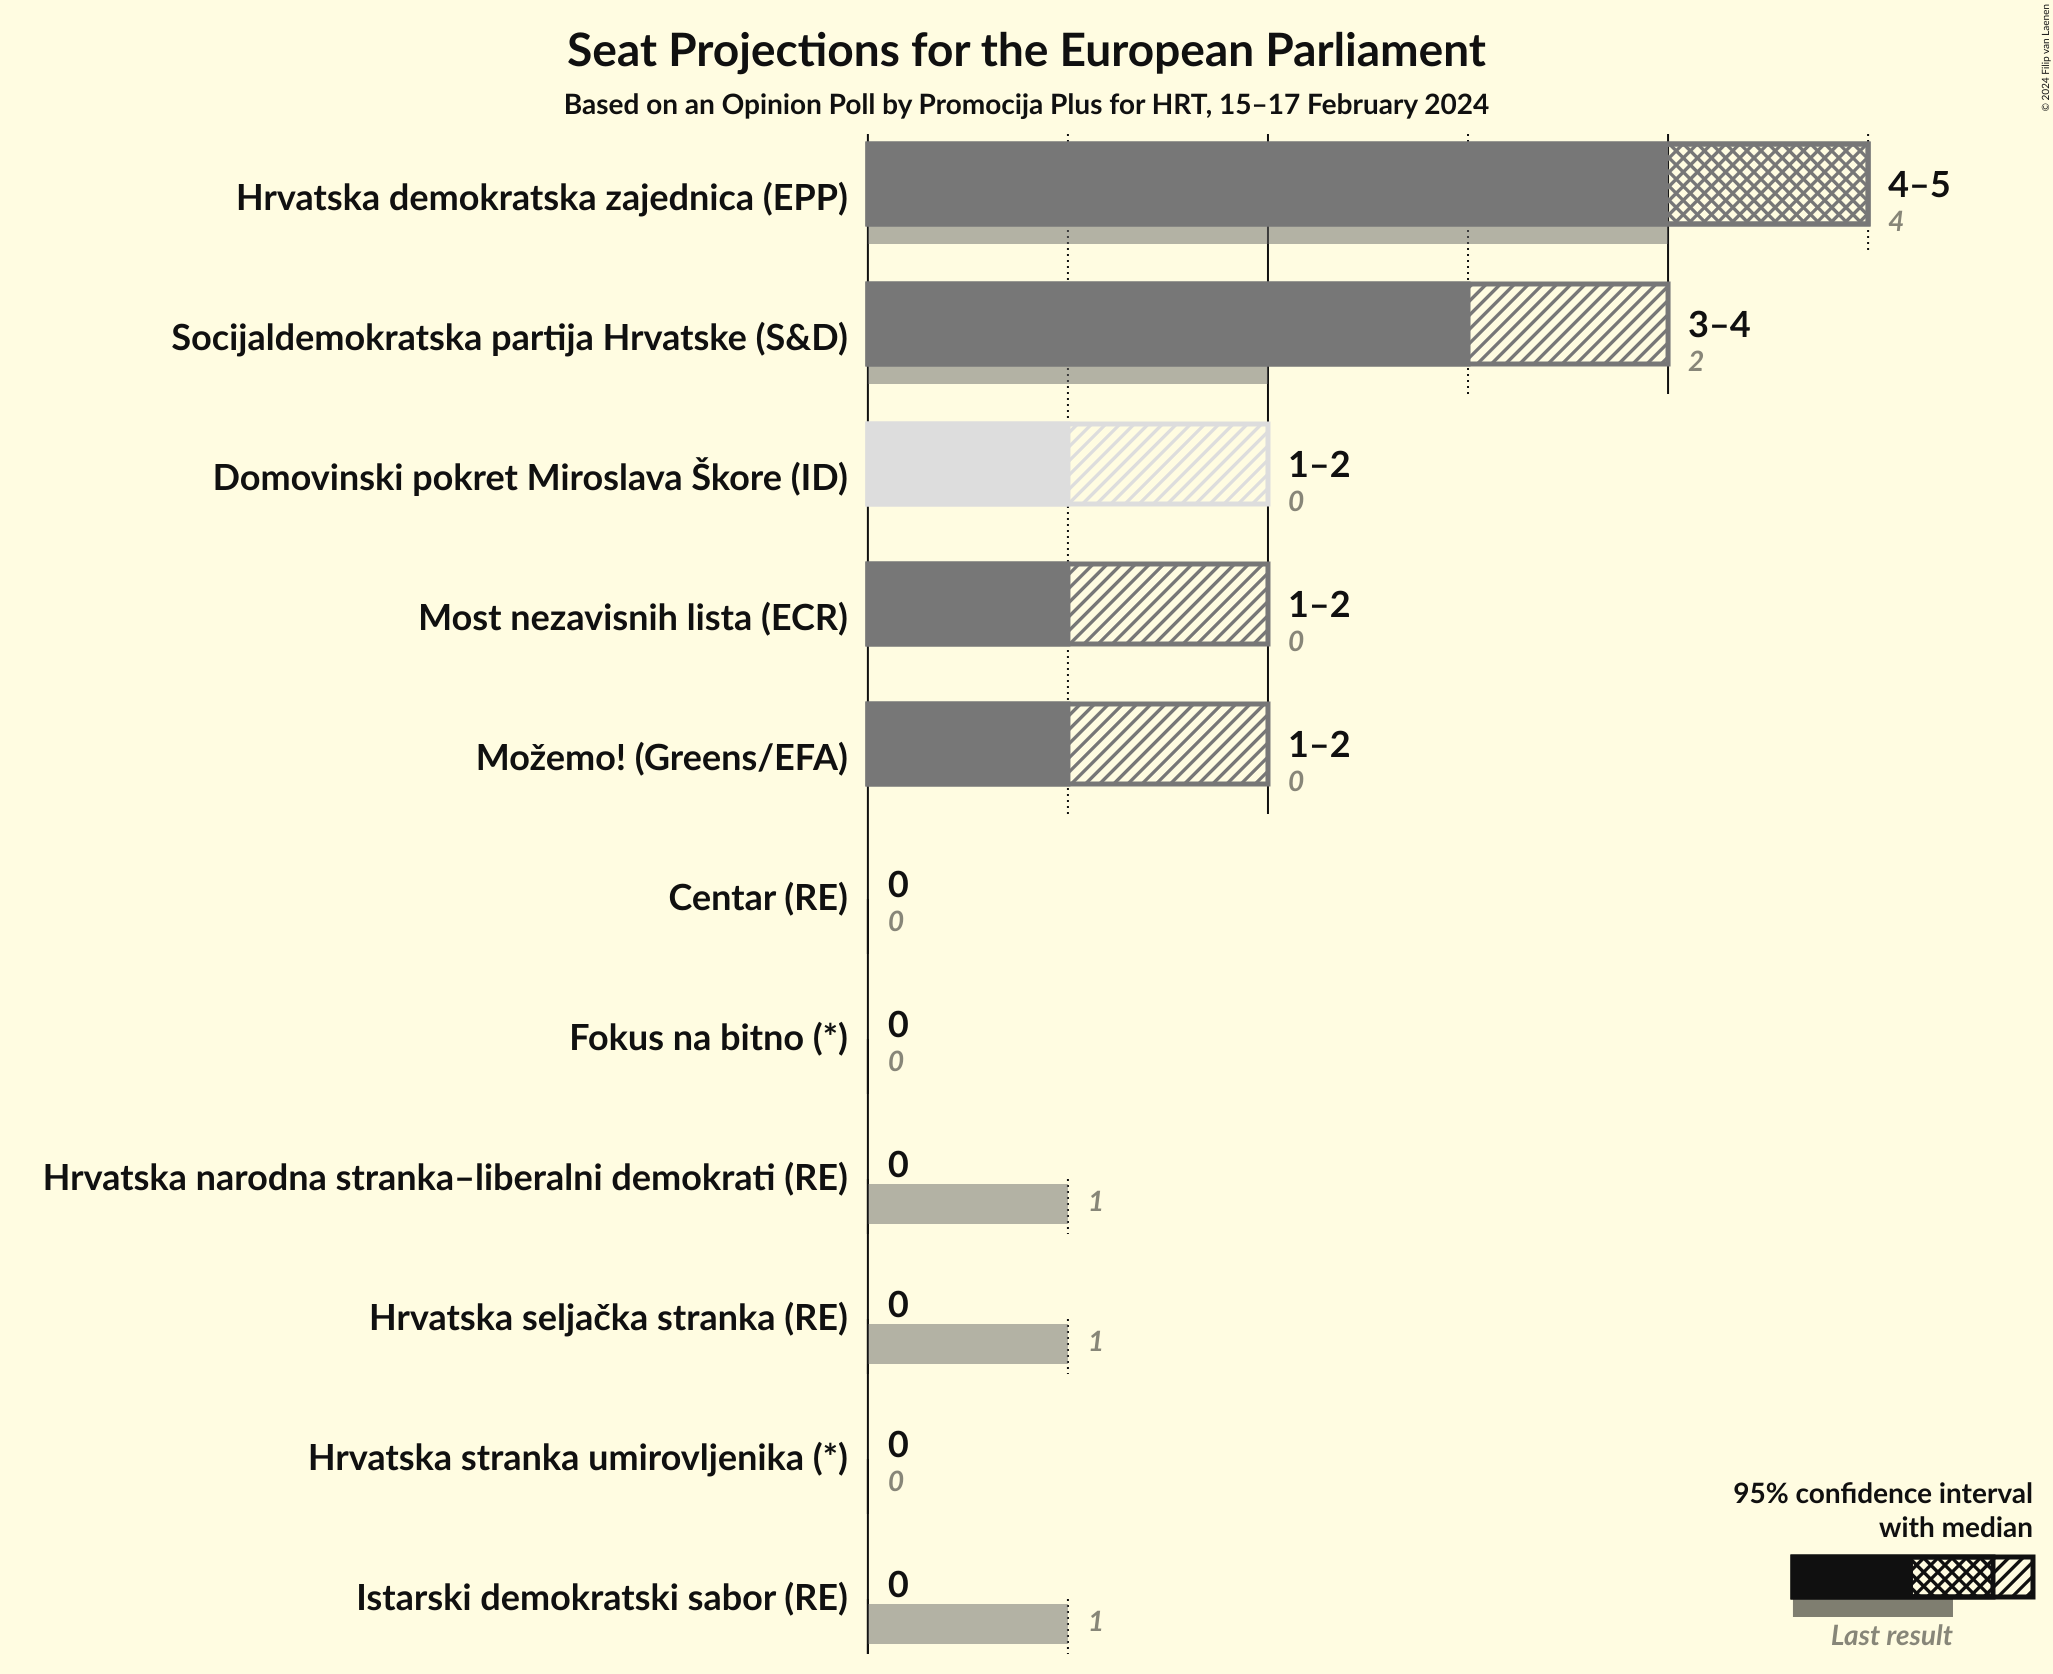 Seat Projections for the European Parliament
Based on an Opinion Poll by Promocija Plus for HRT, 15–17 February 2024
© 2024 Filip van Laenen
Hrvatska demokratska zajednica (EPP)
4–5
4
Socijaldemokratska partija Hrvatske (S&D)
3–4
2
Domovinski pokret Miroslava Škore (ID)
1–2
0
Most nezavisnih lista (ECR)
1–2
0
Možemo! (Greens/EFA)
1–2
0
Centar (RE)
0
0
Fokus na bitno (*)
0
0
Hrvatska narodna stranka–liberalni demokrati (RE)
0
1
Hrvatska seljačka stranka (RE)
0
1
Hrvatska stranka umirovljenika (*)
0
0
Istarski demokratski sabor (RE)
0
1
95% confidence interval
with median
Last result